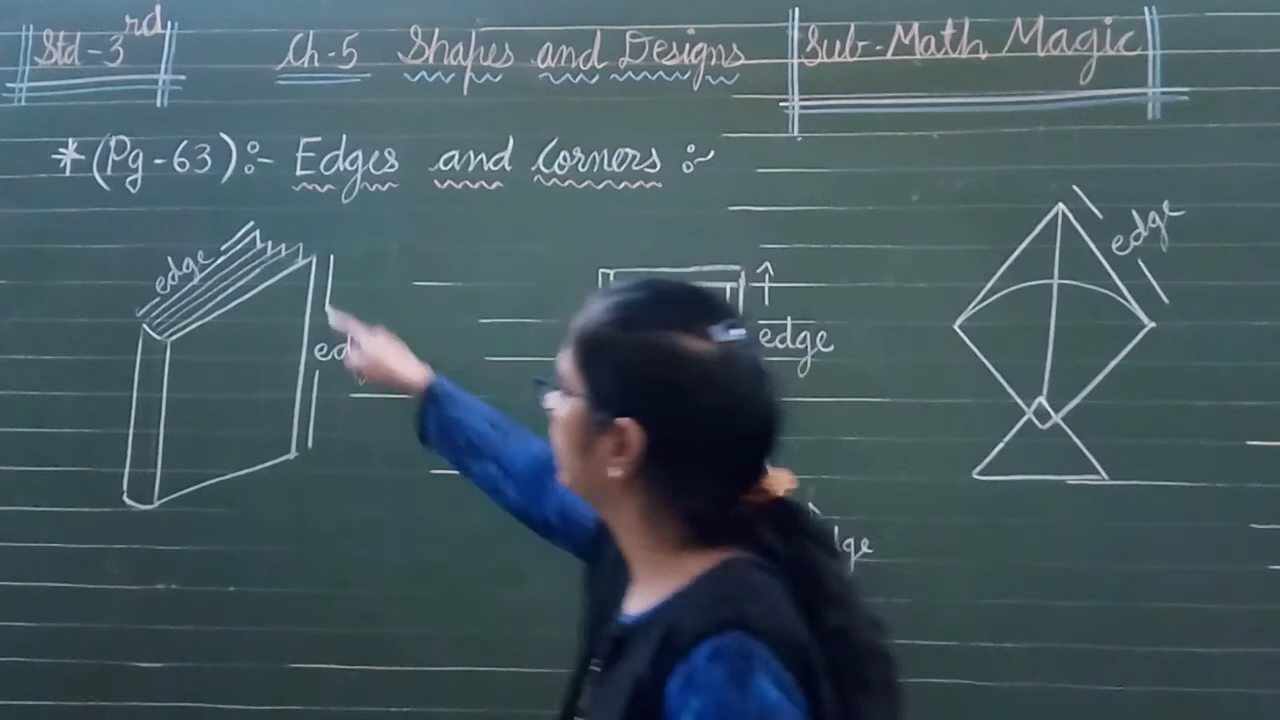 Std-3rd
Ch-5 Shapes and Designs
Sub-Math Magic
*(Pg-63):- Edges and Corners :-
edge
edge
edge